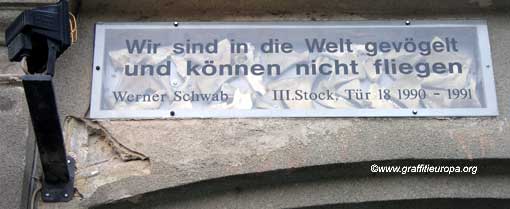 Wir sind in die Welt gevögelt
und können nicht fliegen
Werner Schwab III.Stock, Tür 18 1990 - 1991
©www.graffitieuropa.org